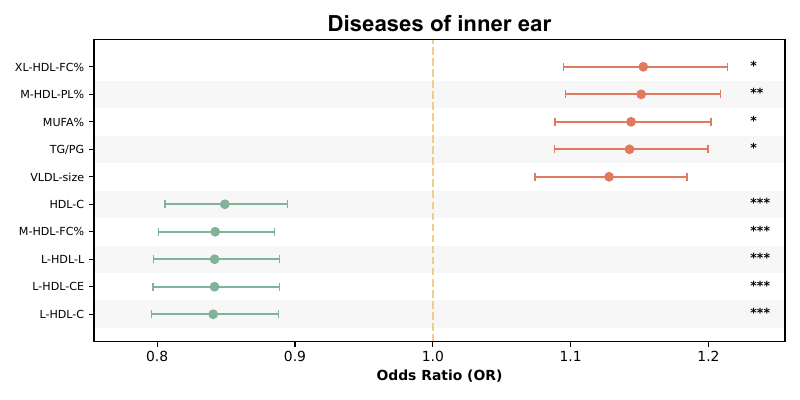 Diseases of inner ear
XL-HDL-FC% *
M-HDL-PL% **
MUFA% *
TG/PG *
VLDL-size
HDL-C ***
M-HDL-FC% ***
L-HDL-L ***
L-HDL-CE ***
L-HDL-C ***
0.8 0.9 1.0 1.1 1.2
Odds Ratio (OR)